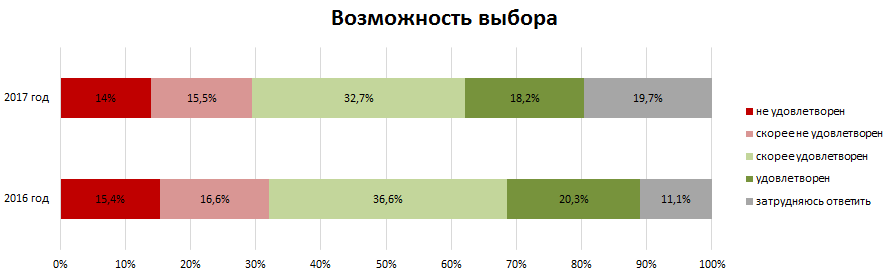 Возможность выбора
2017 год
14%
15,5%
32,7%
18,2%
19,7%
2016 год
15,4%
16,6%
36,6%
20,3%
11,1%
0%
10%
20%
30%
40%
50%
60%
70%
80%
90%
100%
не удовлетворен
скорее не удовлетворен
скорее удовлетворен
удовлетворен
затрудняюсь ответить